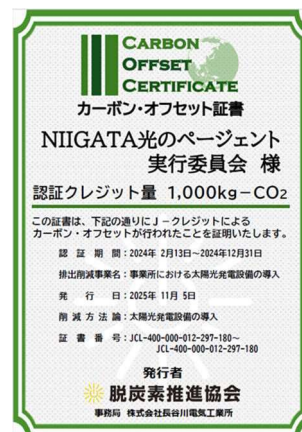 CARBON
OFFSET
CERTIFICATE
カーボン・オフセット証書
NIIGATA光のページェント
実行委員会 様
認証クレジット量 1,000kg－CO2
この証書は、下記の通りにJ－クレジットによる
カーボン・オフセットが行われたことを証明いたします。
認証期間：2024年 2月13日～2024年12月31日
排出削減事業名：事業所における太陽光発電設備の導入
発行日：2025年 11月 5日
削減方法論：太陽光発電設備の導入
証書番号：JCL-400-000-012-297-180～
JCL-400-000-012-297-180
発行者
脱炭素推進協会
事務局 株式会社長谷川電気工業所